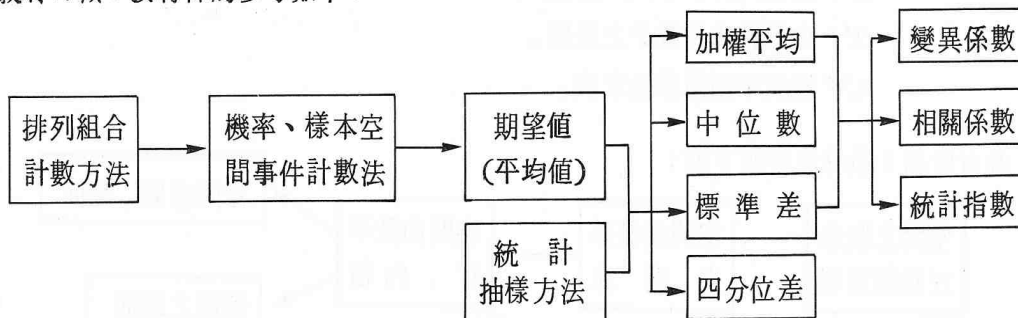 排列組合
計數方法
機率、樣本空
間事件計數法
期望值
(平均值)
統計
抽樣方法
加權平均
中位數
標準差
四分位差
變異係數
相關係數
統計指數